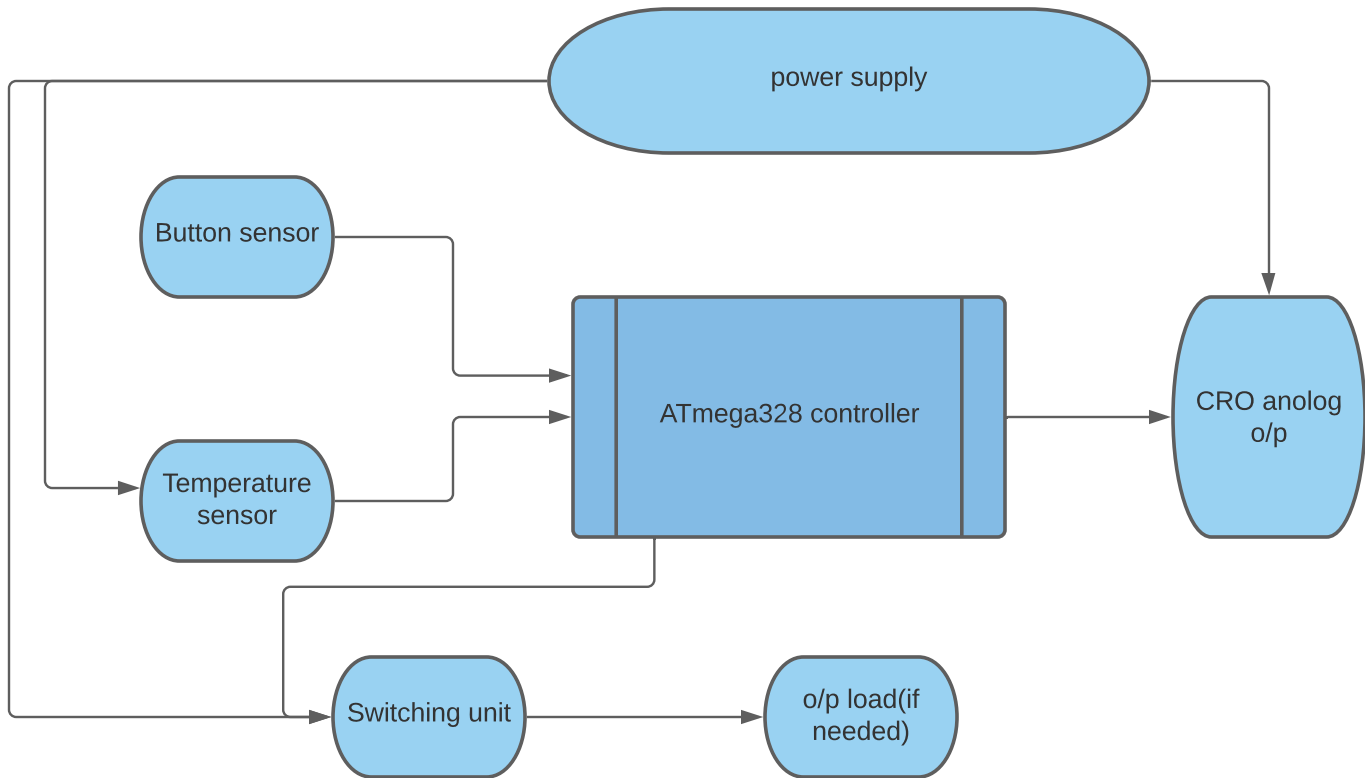 power supply
Button sensor
ATmega328 controller
CRO anolog
o/p
Temperature
sensor
Switching unit
o/p load(if
needed)